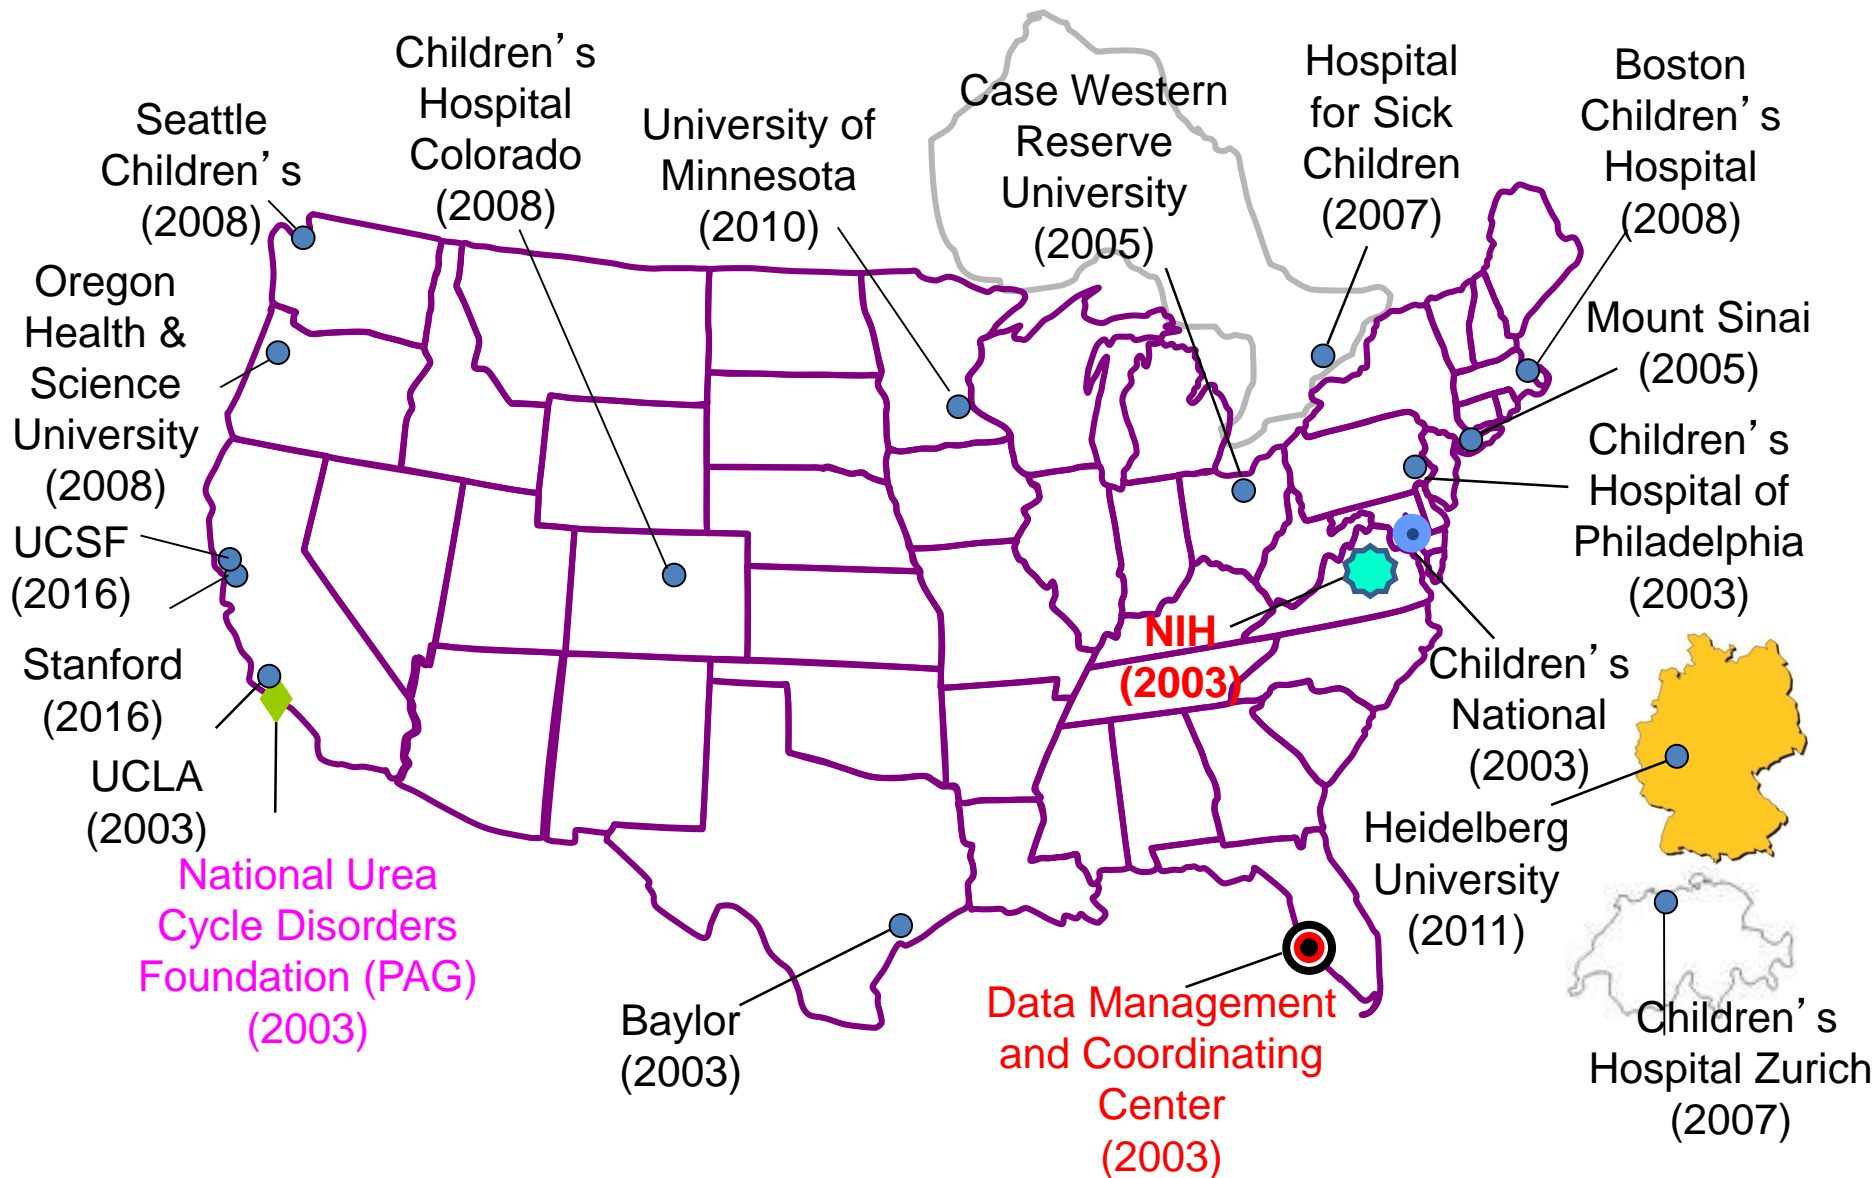 Seattle
Children's
(2008)
Children's
Hospital
Colorado
(2008)
University of
Minnesota
(2010)
Case Western
Reserve
University
(2005)
Hospital
for Sick
Children
(2007)
Boston
Children's
Hospital
(2008)
Oregon
Health &
Science
University
(2008)
Mount Sinai
(2005)
Children's
Hospital of
Philadelphia
(2003)
UCSF
(2016)
Stanford
(2016)
UCLA
(2003)
NIH
(2003)
Children's
National
(2003)
Heidelberg
University
(2011)
National Urea
Cycle Disorders
Foundation (PAG)
(2003)
Baylor
(2003)
Data Management
and Coordinating
Center
(2003)
Children's
Hospital Zurich
(2007)